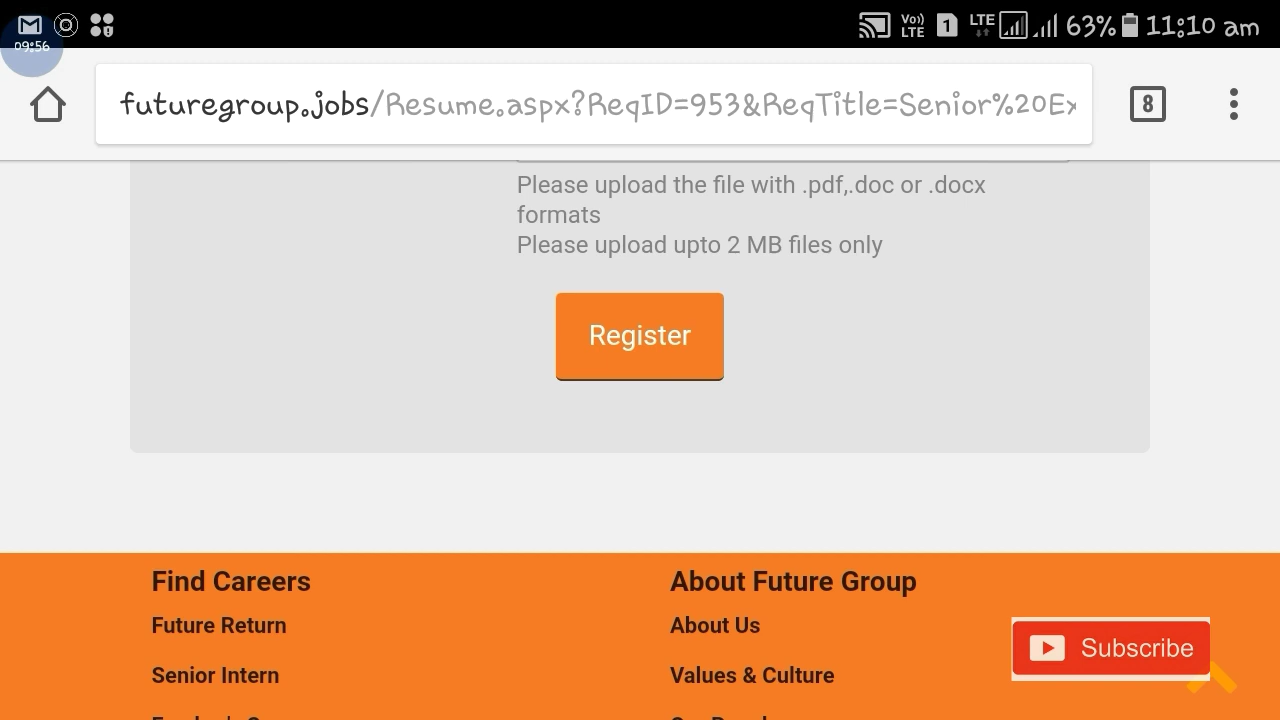 09:56
Vo)) LTE 1 LTE 63% 11:10 am
futuregroup.jobs/Resume.aspx?ReqID=953&ReqTitle=Senior%20Ex
8
Please upload the file with .pdf,.doc or .docx
formats
Please upload upto 2 MB files only
Register
Find Careers
About Future Group
Future Return
About Us
Subscribe
Senior Intern
Values & Culture